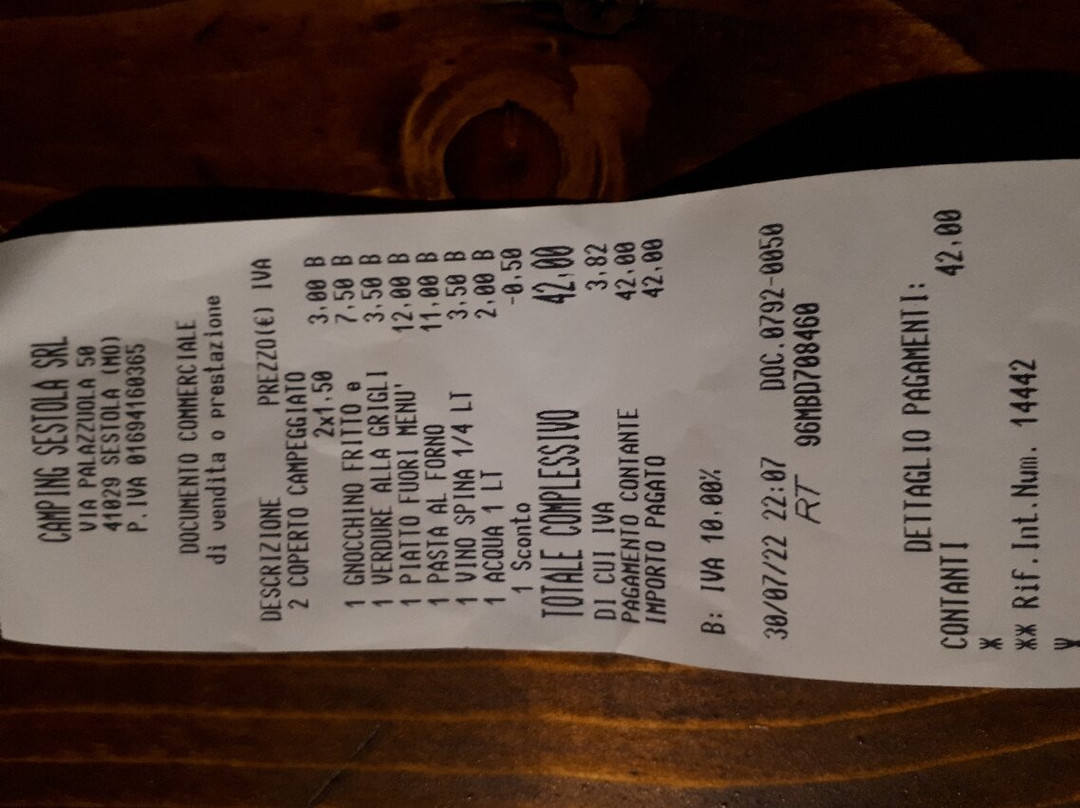 CAMPING SESTOLA SRL
VIA PALAZZUOLA 50
41029 SESTOLA (MO)
P.IVA 01694160365
DOCUMENTO COMMERCIALE
di vendita o prestazione
DESCRIZIONE PREZZO(€) IVA
2 COPERTO CAMPEGGIATO
2x1.50 3,00 B
1 GNOCCHINO FRITTO e 7,50 B
1 VERDURE ALLA GRIGLI 3,50 B
1 PIATTO FUORI MENU' 12,00 B
1 PASTA AL FORNO 11,00 B
1 VINO SPINA 1/4 LT 3,50 B
1 ACQUA 1 LT 2,00 B
1 Sconto -0,50
TOTALE COMPLESSIVO 42,00
DI CUI IVA 3,82
PAGAMENTO CONTANTE 42,00
IMPORTO PAGATO 42,00
B: IVA 10,00%
30/07/22 22:07 DOC.0792-0050
RT 96MBD708460
DETTAGLIO PAGAMENTI:
CONTANTI 42,00
*
** Rif.Int.Num. 14442
*